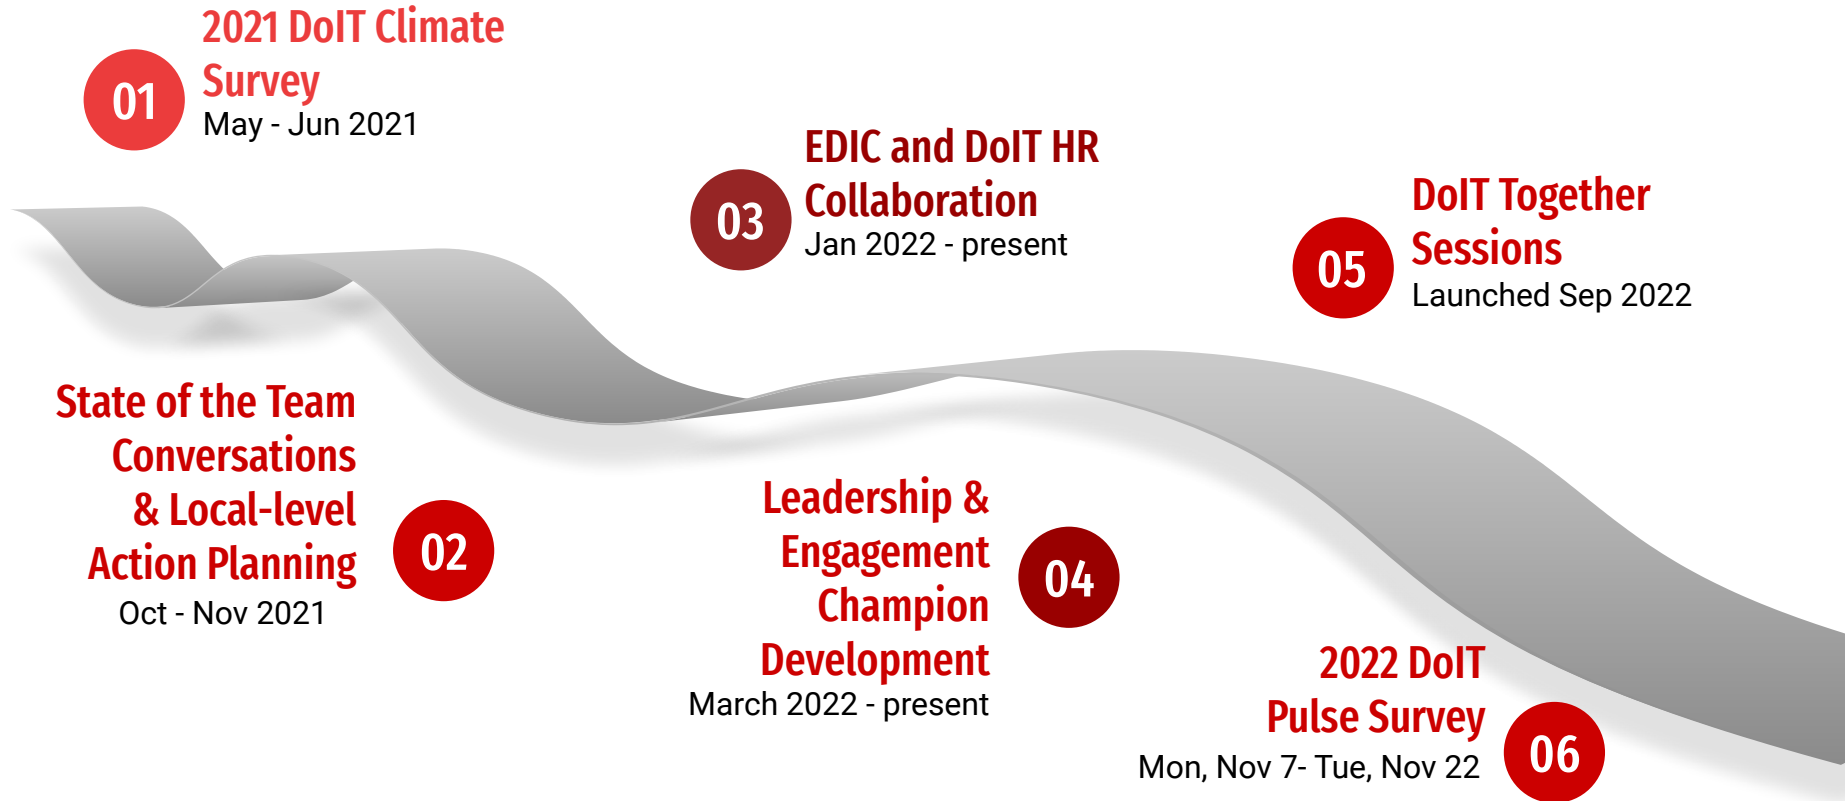 01
2021 DoIT Climate
Survey
May - Jun 2021
State of the Team
Conversations
& Local-level
Action Planning
Oct - Nov 2021
02
03
EDIC and DoIT HR
Collaboration
Jan 2022 - present
Leadership &
Engagement
Champion
Development
March 2022 - present
04
05
DoIT Together
Sessions
Launched Sep 2022
2022 DoIT
Pulse Survey
Mon, Nov 7- Tue, Nov 22
06